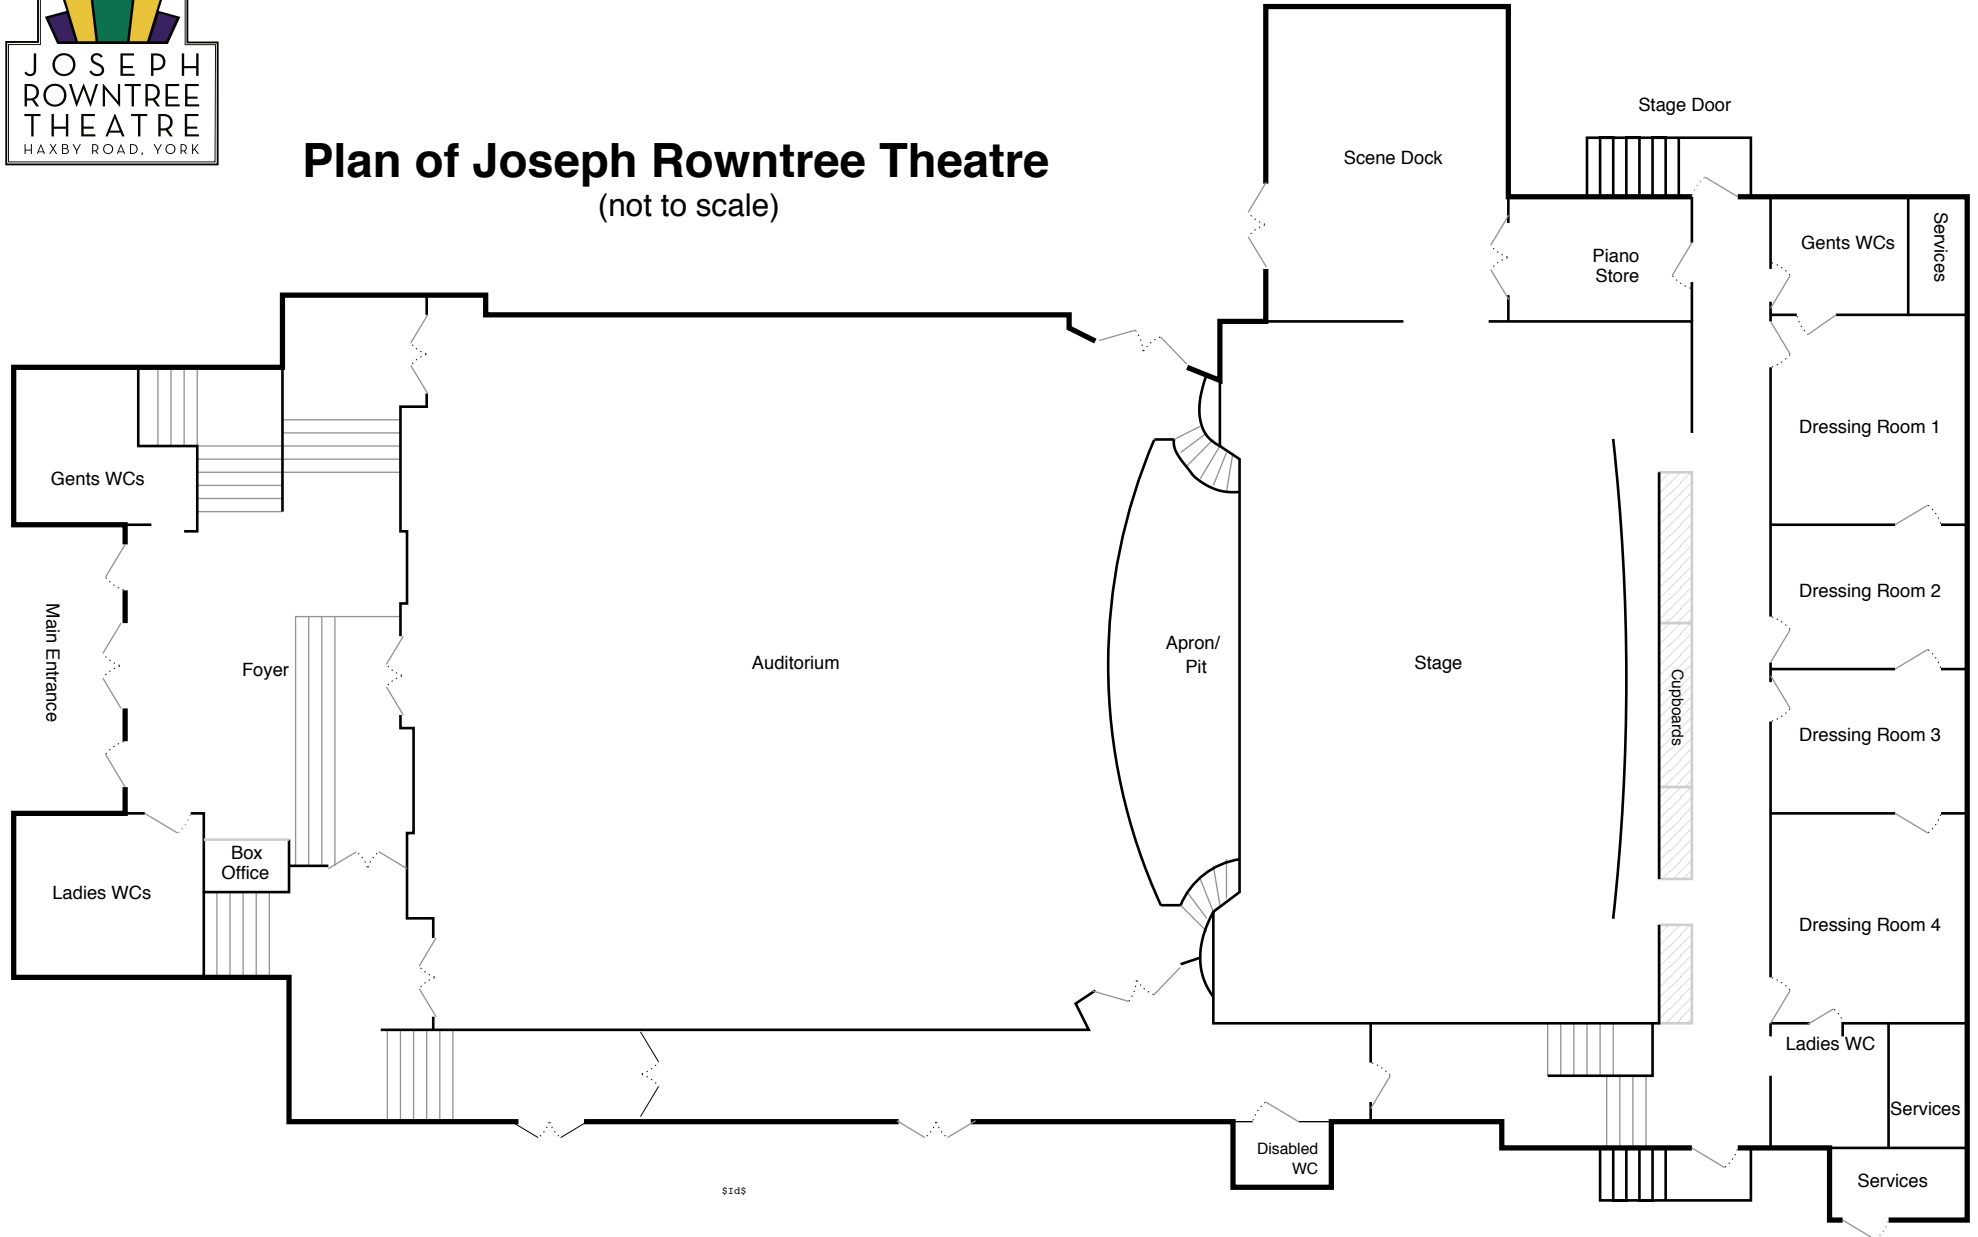 JOSEPH
ROWNTREE
THEATRE
HAXBY ROAD, YORK
Plan of Joseph Rowntree Theatre
(not to scale)
Stage Door
Scene Dock
Piano
Store
Gents WCs
Services
Dressing Room 1
Gents WCs
Dressing Room 2
Main Entrance
Foyer
Auditorium
Apron/
Pit
Stage
Cupboards
Dressing Room 3
Box
Office
Ladies WCs
Dressing Room 4
Ladies WC
Services
Disabled
WC
Services
$Id$